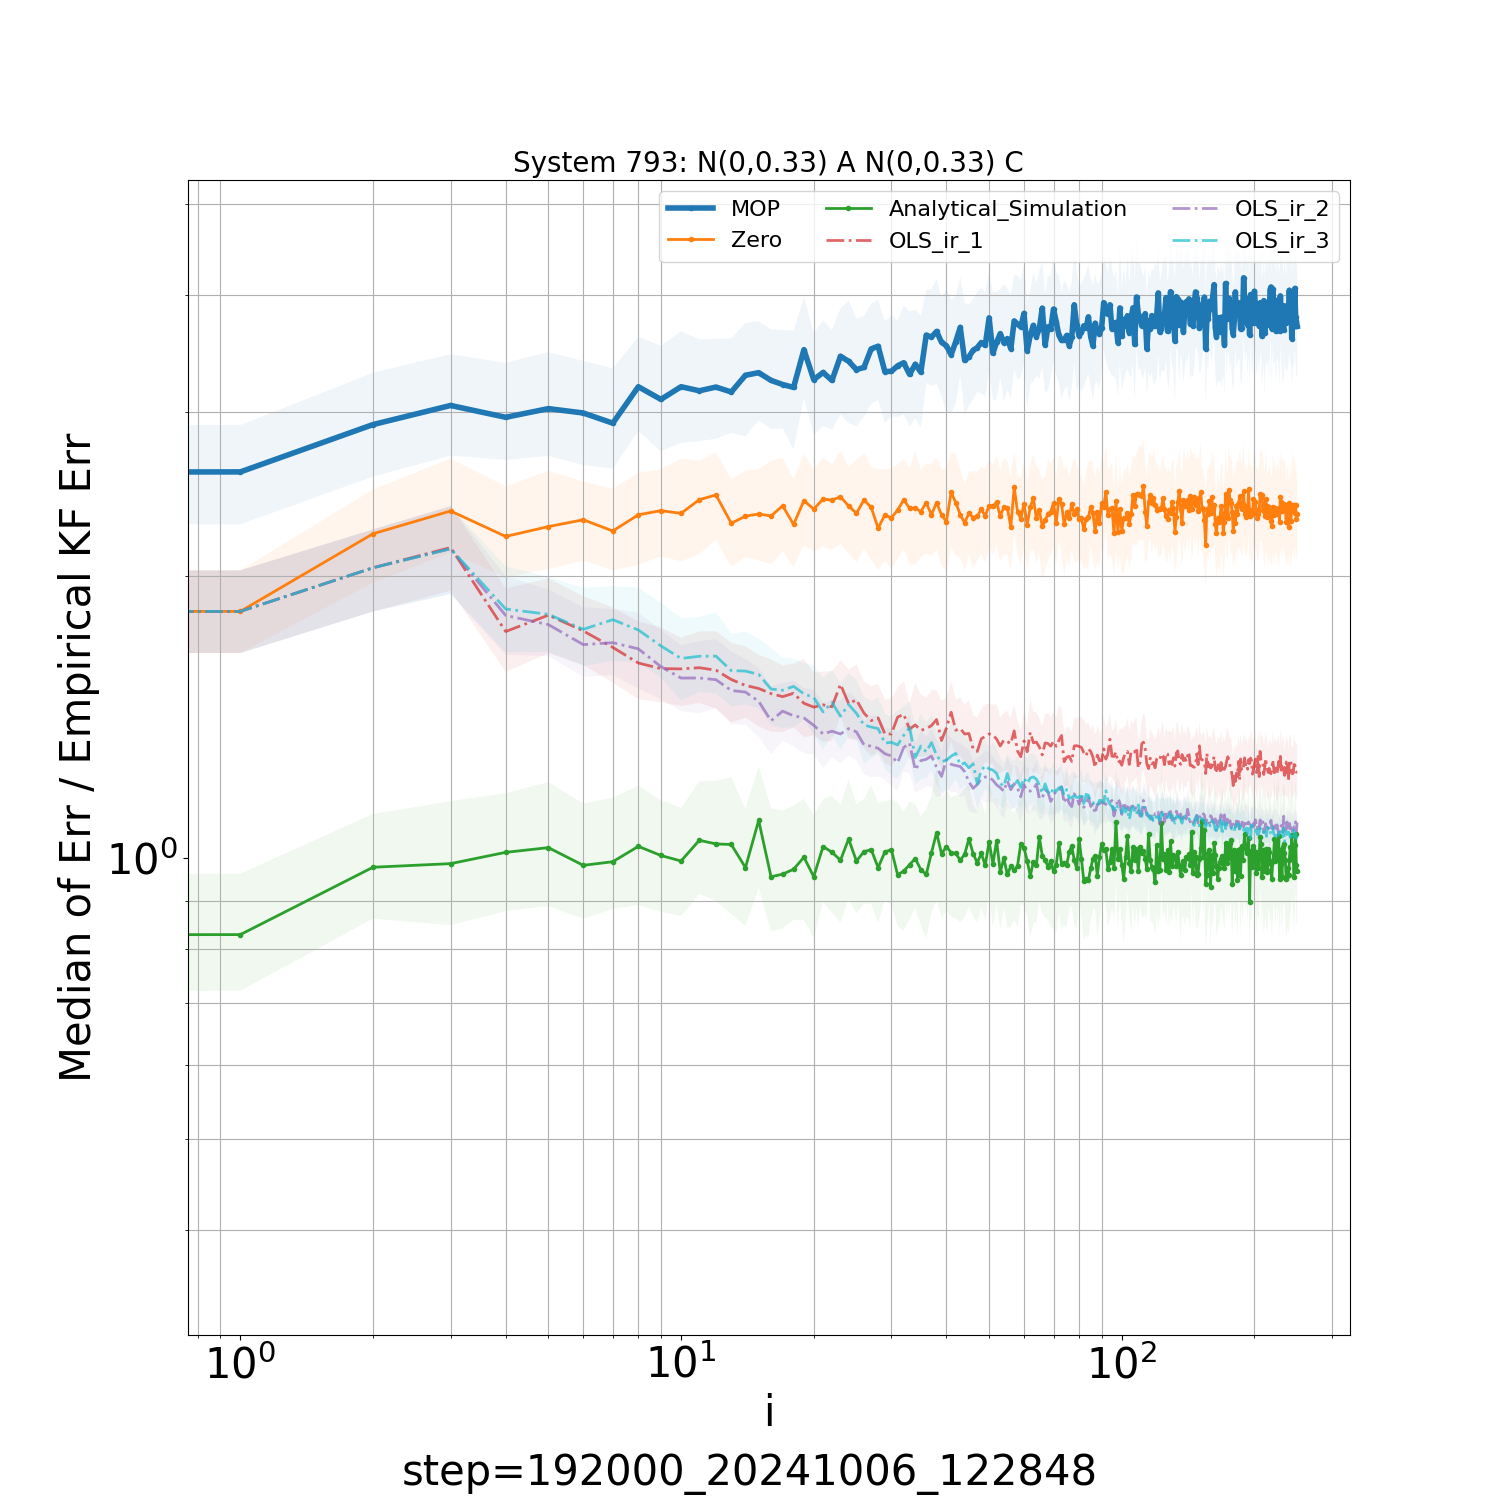 System 793: N(0,0.33) A N(0,0.33) C
MOP
Zero
Analytical_Simulation
OLS_ir_1
OLS_ir_2
OLS_ir_3
Median of Err / Empirical KF Err
10⁰
10⁰ 10¹ 10²
i
step=192000_20241006_122848